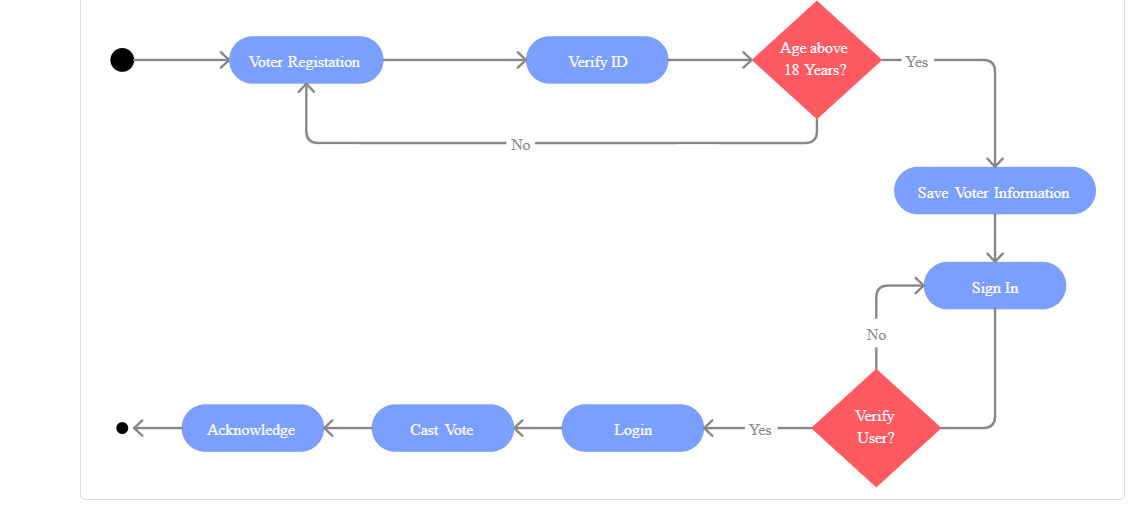 Voter Registation
Verify ID
Age above
18 Years?
Yes
No
Save Voter Information
Sign In
No
Verify
User?
Yes
Login
Cast Vote
Acknowledge